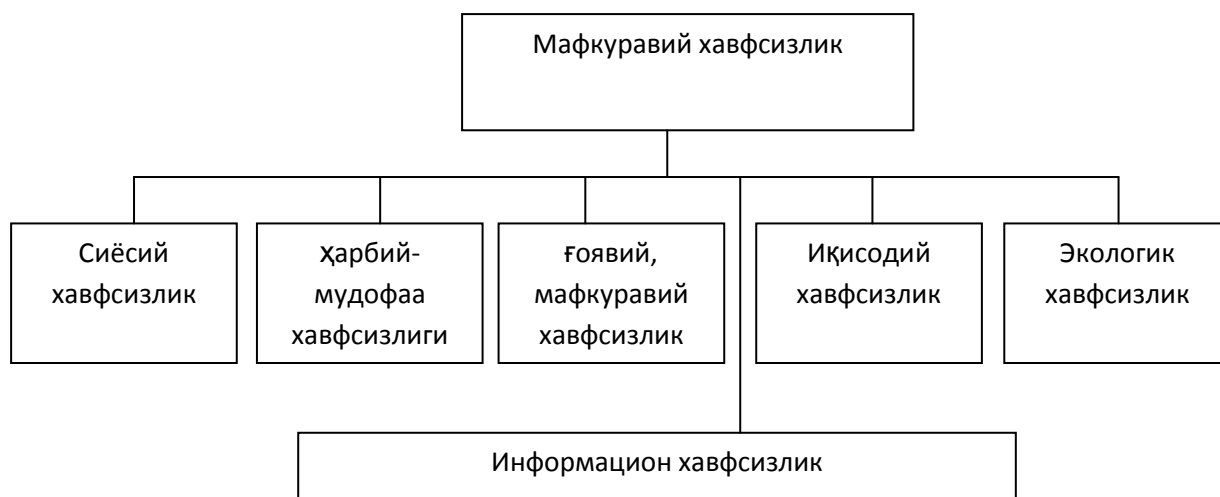 Мафкуравий хавфсизлик
Сиёсий
хавфсизлик
ҳарбий-
мудофаа
хавфсизлиги
ғоявий,
мафкуравий
хавфсизлик
Иқисодий
хавфсизлик
Экологик
хавфсизлик
Информацион хавфсизлик